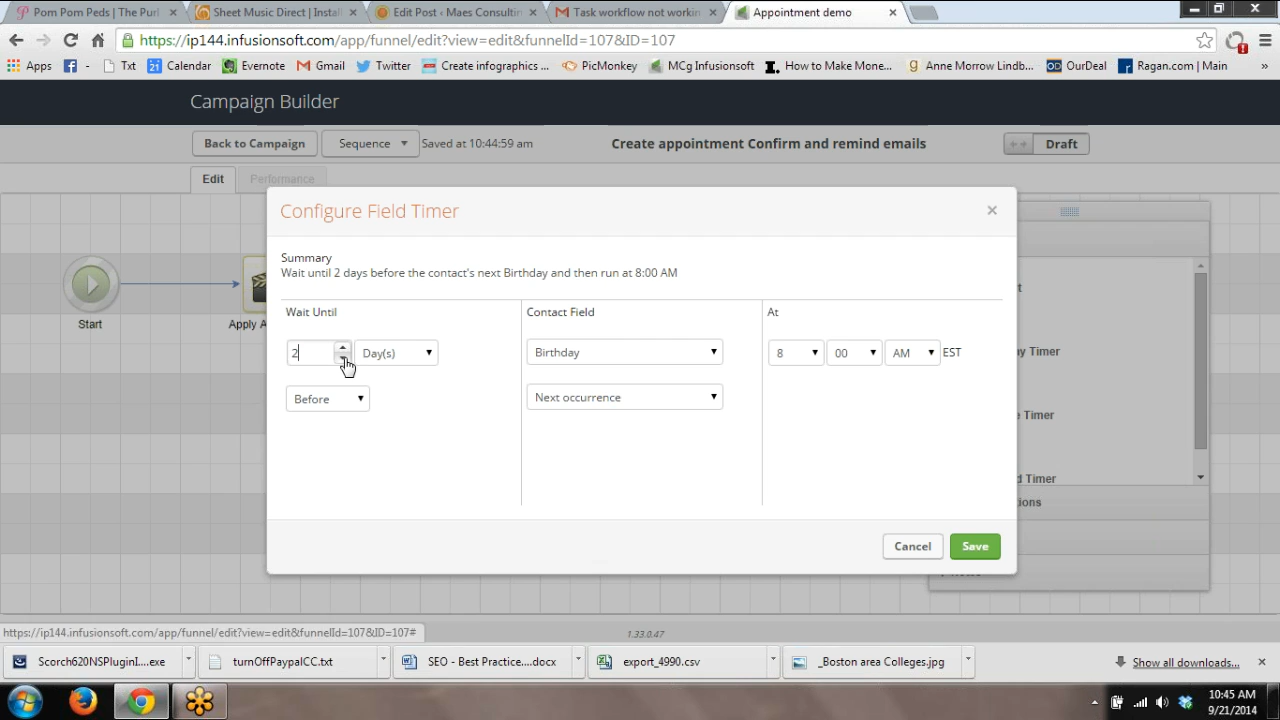 Pom Pom Peds | The Purl
Sheet Music Direct | Instal
Edit Post ‹ Maes Consultin
Task workflow not workin
Appointment demo
https://ip144.infusionsoft.com/app/funnel/edit?view=edit&funnelId=107&ID=107
Apps
Txt
Calendar
Evernote
Gmail
Twitter
Create infographics...
PicMonkey
MCg Infusionsoft
How to Make Mone...
Anne Morrow Lindb...
OurDeal
Ragan.com | Main
»
Campaign Builder
Back to Campaign
Sequence
Saved at 10:44:59 am
Create appointment Confirm and remind emails
Draft
Edit
Performance
Configure Field Timer
Summary
Wait until 2 days before the contact's next Birthday and then run at 8:00 AM
Wait Until
Contact Field
At
2
Day(s)
Birthday
8
00
AM
EST
Before
Next occurrence
Cancel
Save
Start
Apply A
y Timer
e Timer
d Timer
ions
https://ip144.infusionsoft.com/app/funnel/edit?view=edit&funnelId=107&ID=107#
1.33.0.47
Scorch620NSPluginI....exe
turnOffPaypalCC.txt
SEO - Best Practice....docx
export_4990.csv
_Boston area Colleges.jpg
Show all downloads...
10:45 AM
9/21/2014